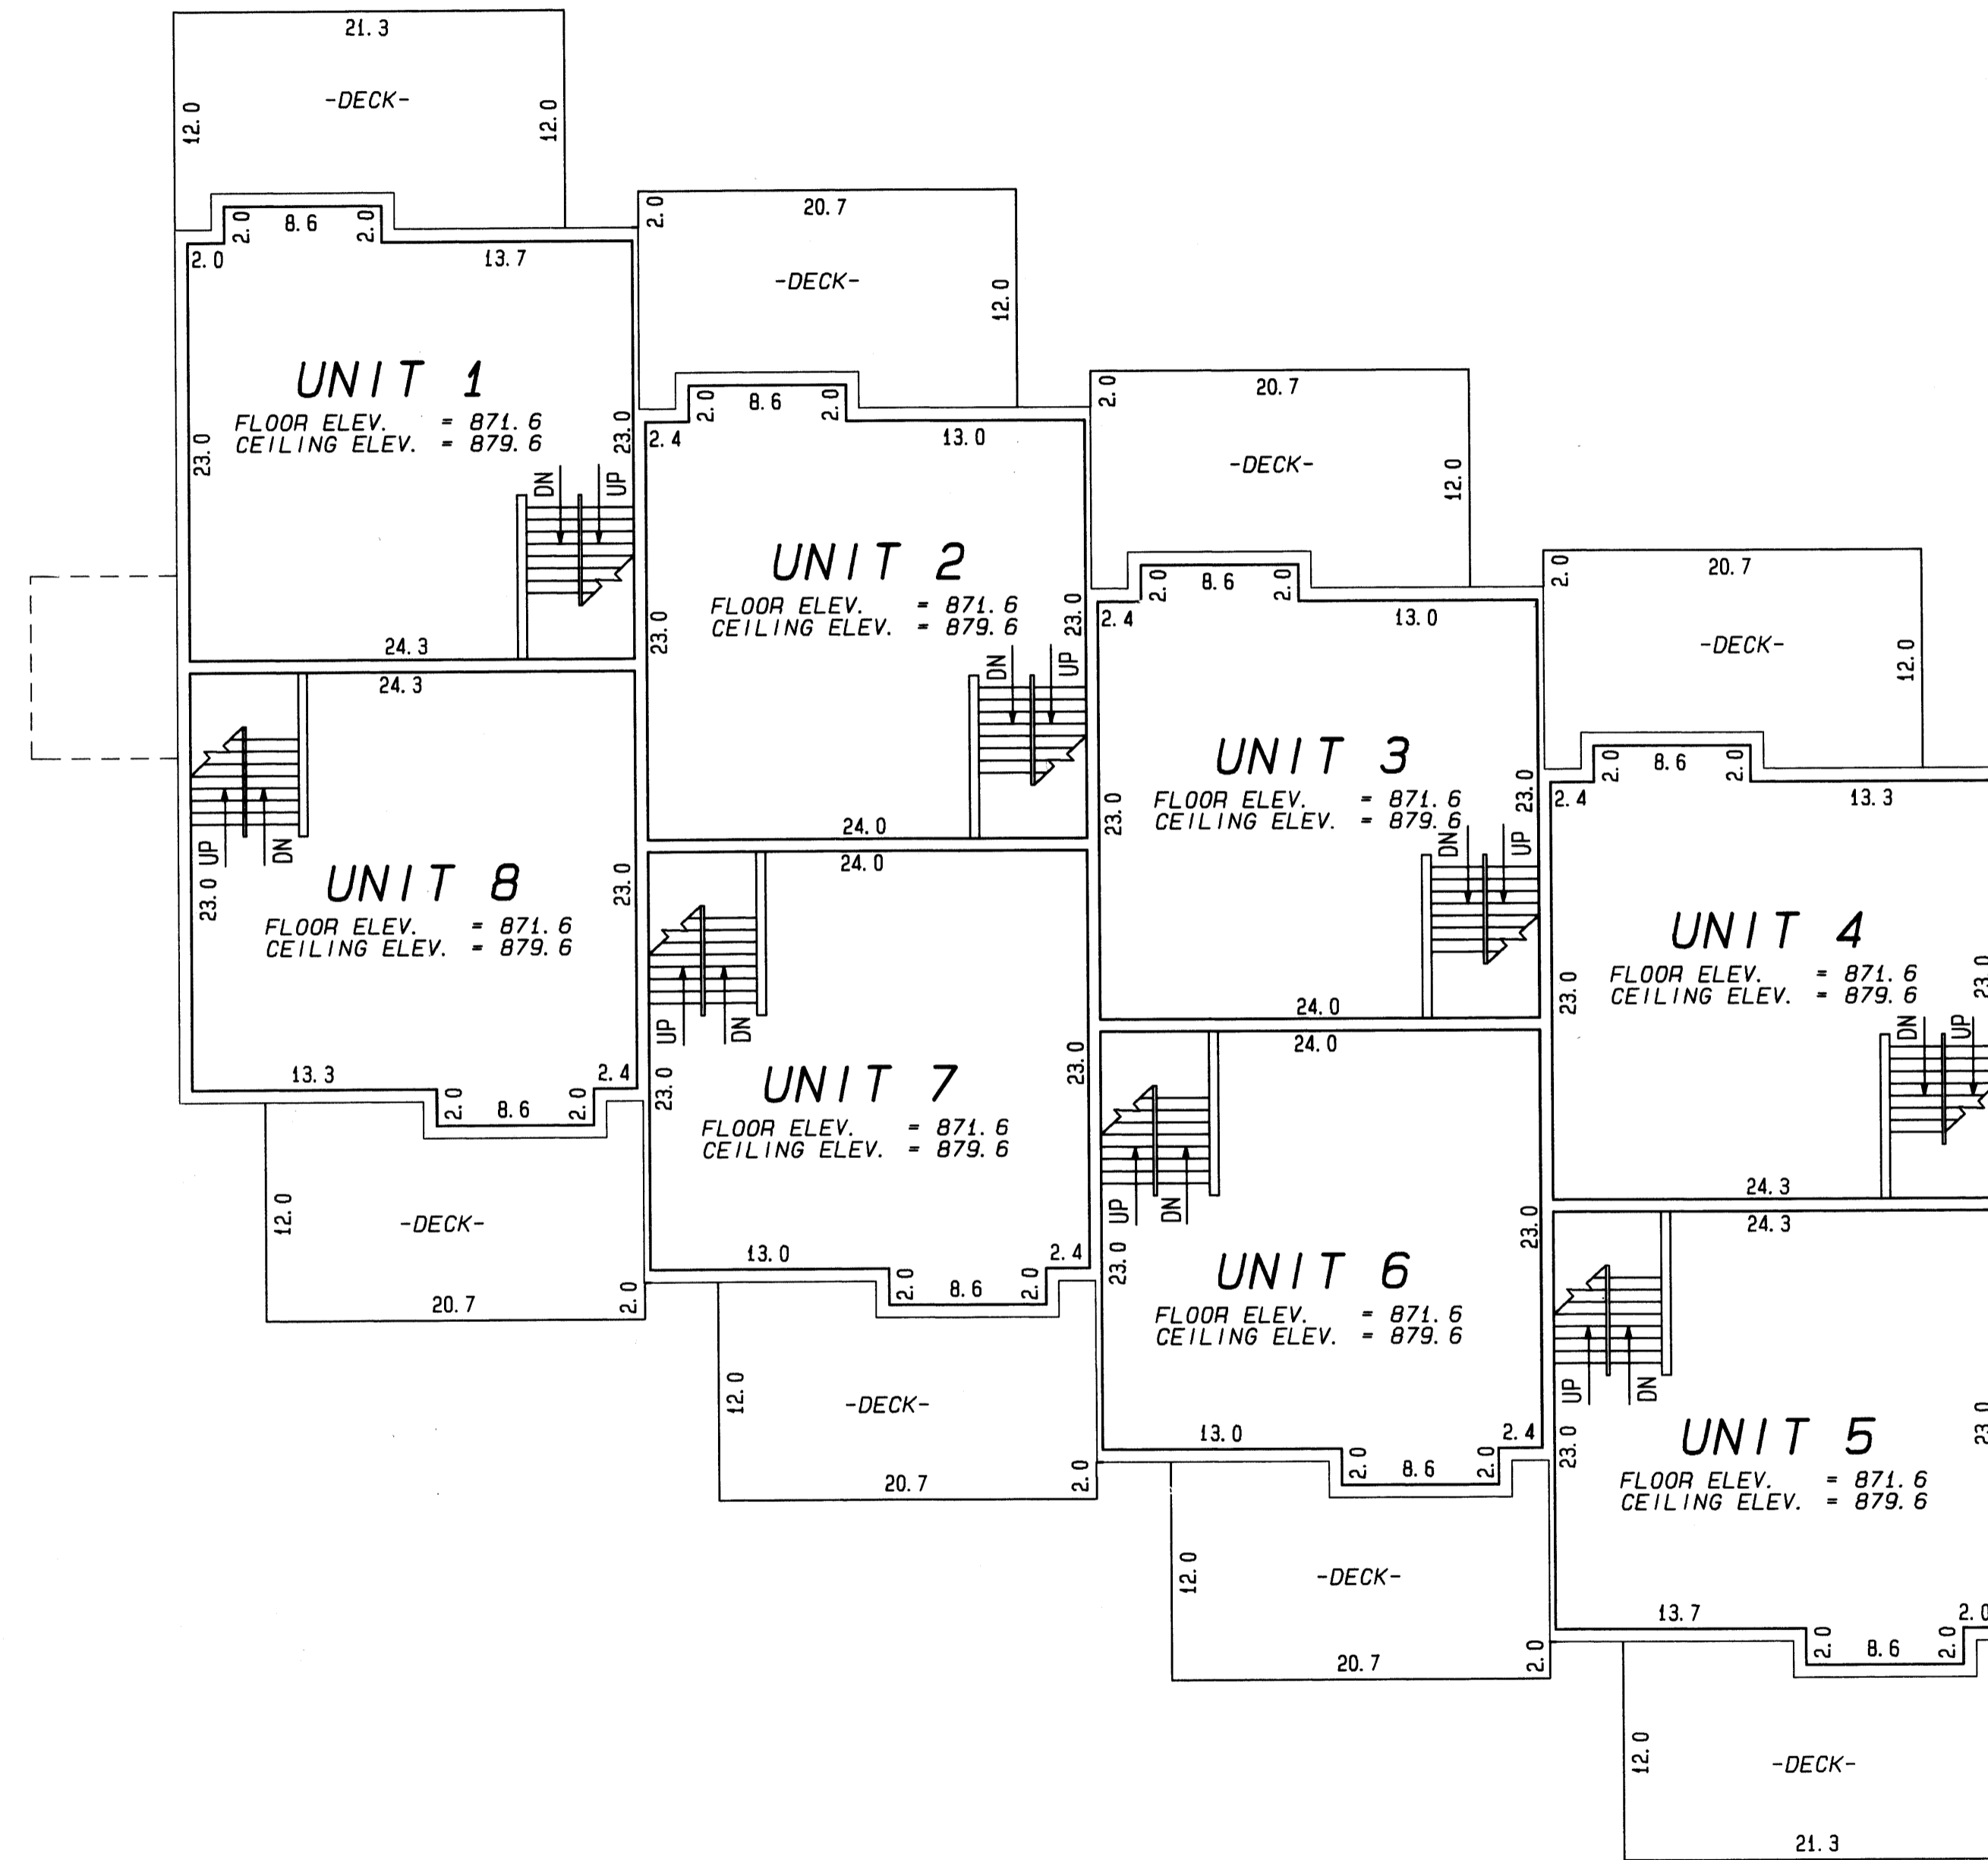 21.3
12.0
-DECK-
12.0
2.0
8.6
2.0
2.0
13.7
UNIT 1
FLOOR ELEV. = 871.6
CEILING ELEV. = 879.6
23.0
23.0
DN
UP
24.3
2.0
20.7
-DECK-
12.0
2.0
8.6
2.0
2.4
13.0
UNIT 2
FLOOR ELEV. = 871.6
CEILING ELEV. = 879.6
23.0
23.0
DN
UP
24.0
2.0
20.7
-DECK-
12.0
2.0
8.6
2.0
2.4
13.0
UNIT 3
FLOOR ELEV. = 871.6
CEILING ELEV. = 879.6
23.0
23.0
DN
UP
24.0
2.0
20.7
-DECK-
12.0
2.0
8.6
2.0
2.4
13.3
UNIT 4
FLOOR ELEV. = 871.6
CEILING ELEV. = 879.6
23.0
23.0
DN
UP
24.3
24.3
UP
DN
23.0
23.0
UNIT 8
FLOOR ELEV. = 871.6
CEILING ELEV. = 879.6
13.3
2.4
2.0
8.6
2.0
12.0
-DECK-
20.7
2.0
24.0
UP
DN
23.0
23.0
UNIT 7
FLOOR ELEV. = 871.6
CEILING ELEV. = 879.6
13.0
2.4
2.0
8.6
2.0
12.0
-DECK-
20.7
2.0
24.0
UP
DN
23.0
23.0
UNIT 6
FLOOR ELEV. = 871.6
CEILING ELEV. = 879.6
13.0
2.4
2.0
8.6
2.0
12.0
-DECK-
20.7
2.0
24.3
UP
DN
23.0
23.0
UNIT 5
FLOOR ELEV. = 871.6
CEILING ELEV. = 879.6
13.7
2.0
2.0
8.6
2.0
12.0
-DECK-
21.3